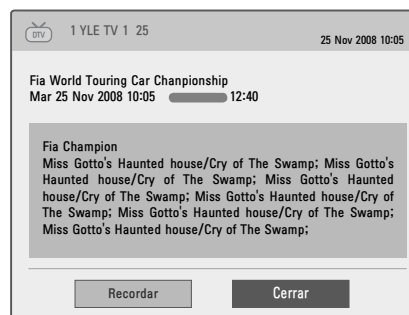 DTV 1 YLE TV 1 25
25 Nov 2008 10:05
Fia World Touring Car Chanpionship
Mar 25 Nov 2008 10:05 12:40
Fia Champion
Miss Gotto's Haunted house/Cry of The Swamp; Miss Gotto's
Haunted house/Cry of The Swamp; Miss Gotto's Haunted
house/Cry of The Swamp; Miss Gotto's Haunted house/Cry of
The Swamp; Miss Gotto's Haunted house/Cry of The Swamp;
Miss Gotto's Haunted house/Cry of The Swamp;
Recordar Cerrar